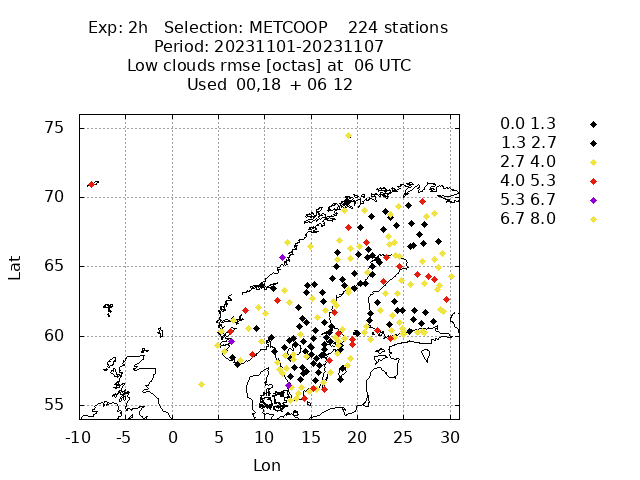 Exp: 2h Selection: METCOOP 224 stations
Period: 20231101-20231107
Low clouds rmse [octas] at 06 UTC
Used 00,18 + 06 12
75
70
65
60
55
Lat
-10 -5 0 5 10 15 20 25 30
Lon
0.0 1.3
1.3 2.7
2.7 4.0
4.0 5.3
5.3 6.7
6.7 8.0